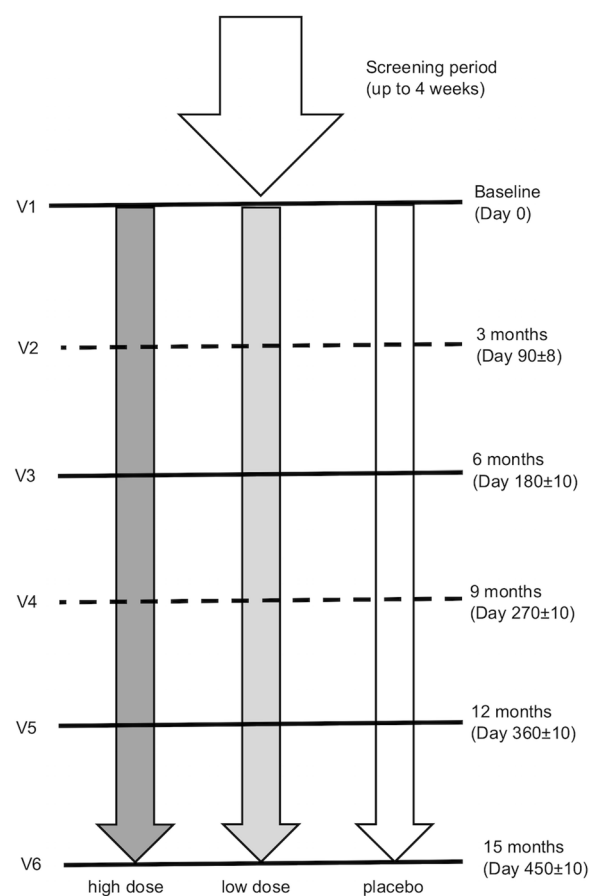 Screening period
(up to 4 weeks)
V1
Baseline
(Day 0)
V2
3 months
(Day 90±8)
V3
6 months
(Day 180±10)
V4
9 months
(Day 270±10)
V5
12 months
(Day 360±10)
V6
15 months
(Day 450±10)
high dose
low dose
placebo